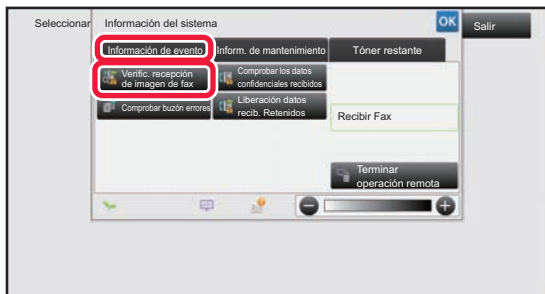 Seleccionar
Información del sistema
OK
Salir
Información de evento
Inform. de mantenimiento
Tóner restante
Verific. recepción
de imagen de fax
Comprobar los datos
confidenciales recibidos
Comprobar buzón errores
Liberación datos
recib. Retenidos
Recibir Fax
Terminar
operación remota